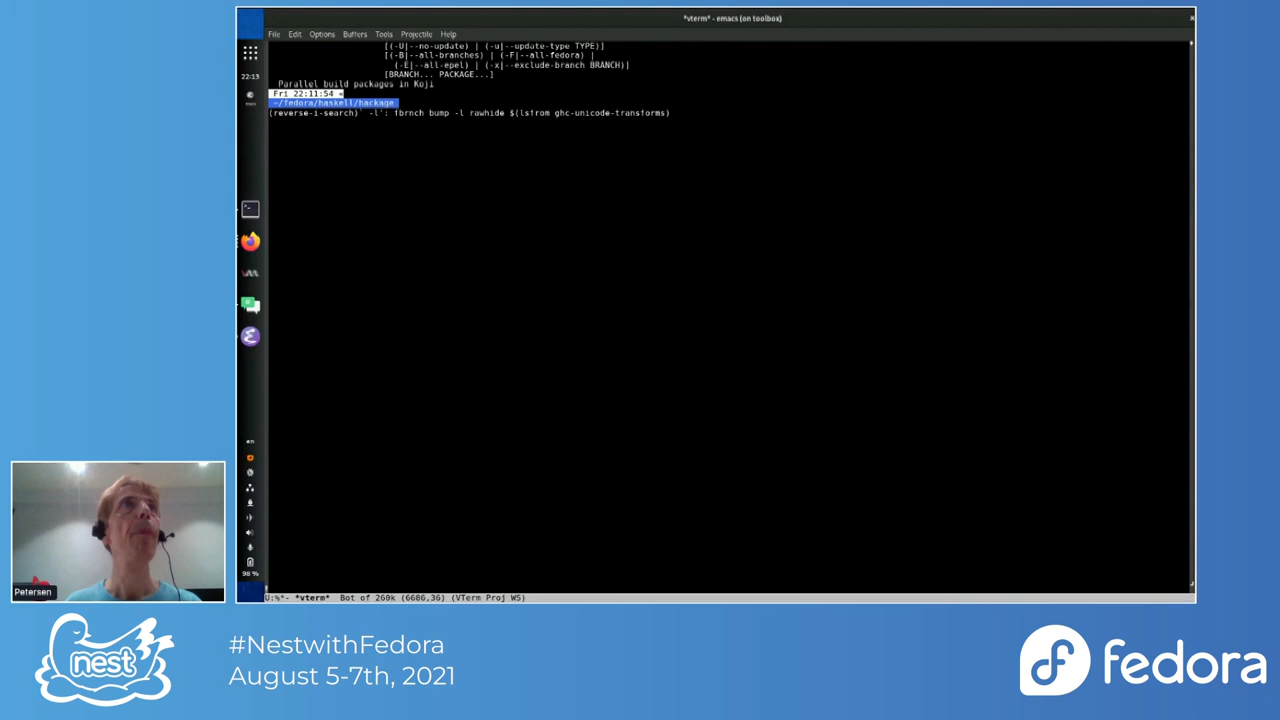 *vterm* - emacs (on toolbox)
File Edit Options Buffers Tools Projectile Help
[(-U|--no-update) | (-u|--update-type TYPE)]
[(-B|--all-branches) | (-F|--all-fedora) |
(-E|--all-epel) | (-x|--exclude-branch BRANCH)]
[BRANCH... PACKAGE...]
Parallel build packages in Koji
Fri 22:11:54
~/fedora/haskell/hackage
(reverse-i-search)` -l': fbrnch bump -l rawhide $(lsfrom ghc-unicode-transforms)
22:13
en
98 %
U:%*- *vterm* Bot of 260k (6686,36) (VTerm Proj WS)
Petersen
nest
#NestwithFedora
August 5-7th, 2021
fedora